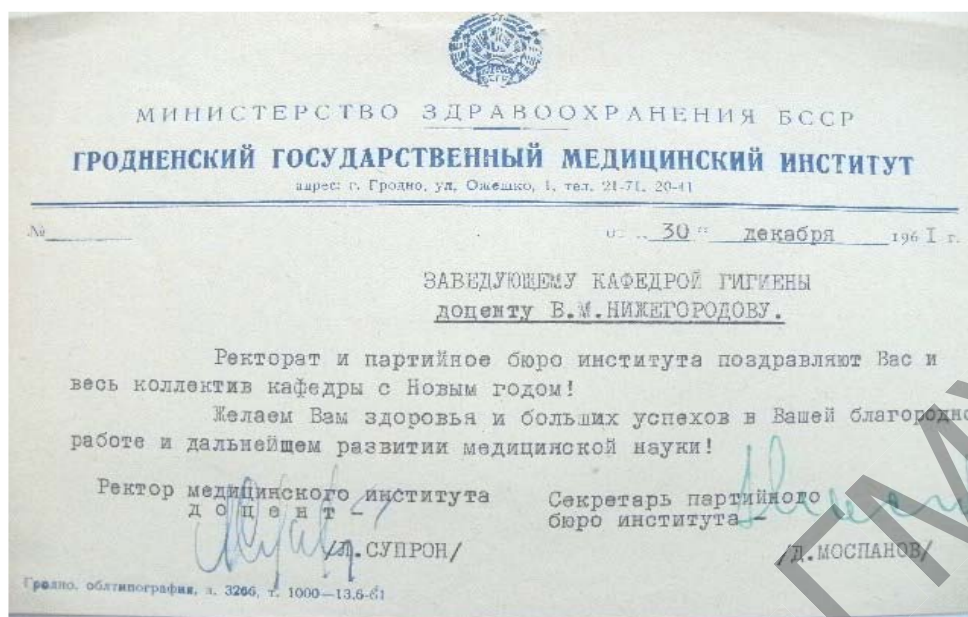 МИНИСТЕРСТВО ЗДРАВООХРАНЕНИЯ БССР
ГРОДНЕНСКИЙ ГОСУДАРСТВЕННЫЙ МЕДИЦИНСКИЙ ИНСТИТУТ
адрес: г. Гродно, ул. Ожешко, 1, тел. 21-71, 20-41
№ „30“ декабря 196 I г.
ЗАВЕДУЮЩЕМУ КАФЕДРОЙ ГИГИЕНЫ
доценту В.М.НИЖЕГОРОДОВУ.
Ректорат и партийное бюро института поздравляют Вас и
весь коллектив кафедры с Новым годом!
Желаем Вам здоровья и больших успехов в Вашей благородно
работе и дальнейшем развитии медицинской науки!
Ректор медицинского института
доцент –
/Л.СУПРОН/
Секретарь партийного
бюро института –
/Д.МОСПАНОВ/
Гродно, облтипография, з. 3266, т. 1000—13.6-61